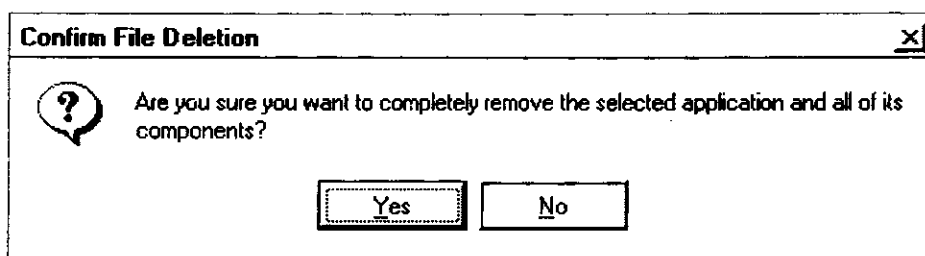 Confirm File Deletion
Are you sure you want to completely remove the selected application and all of its
components?
Yes
No